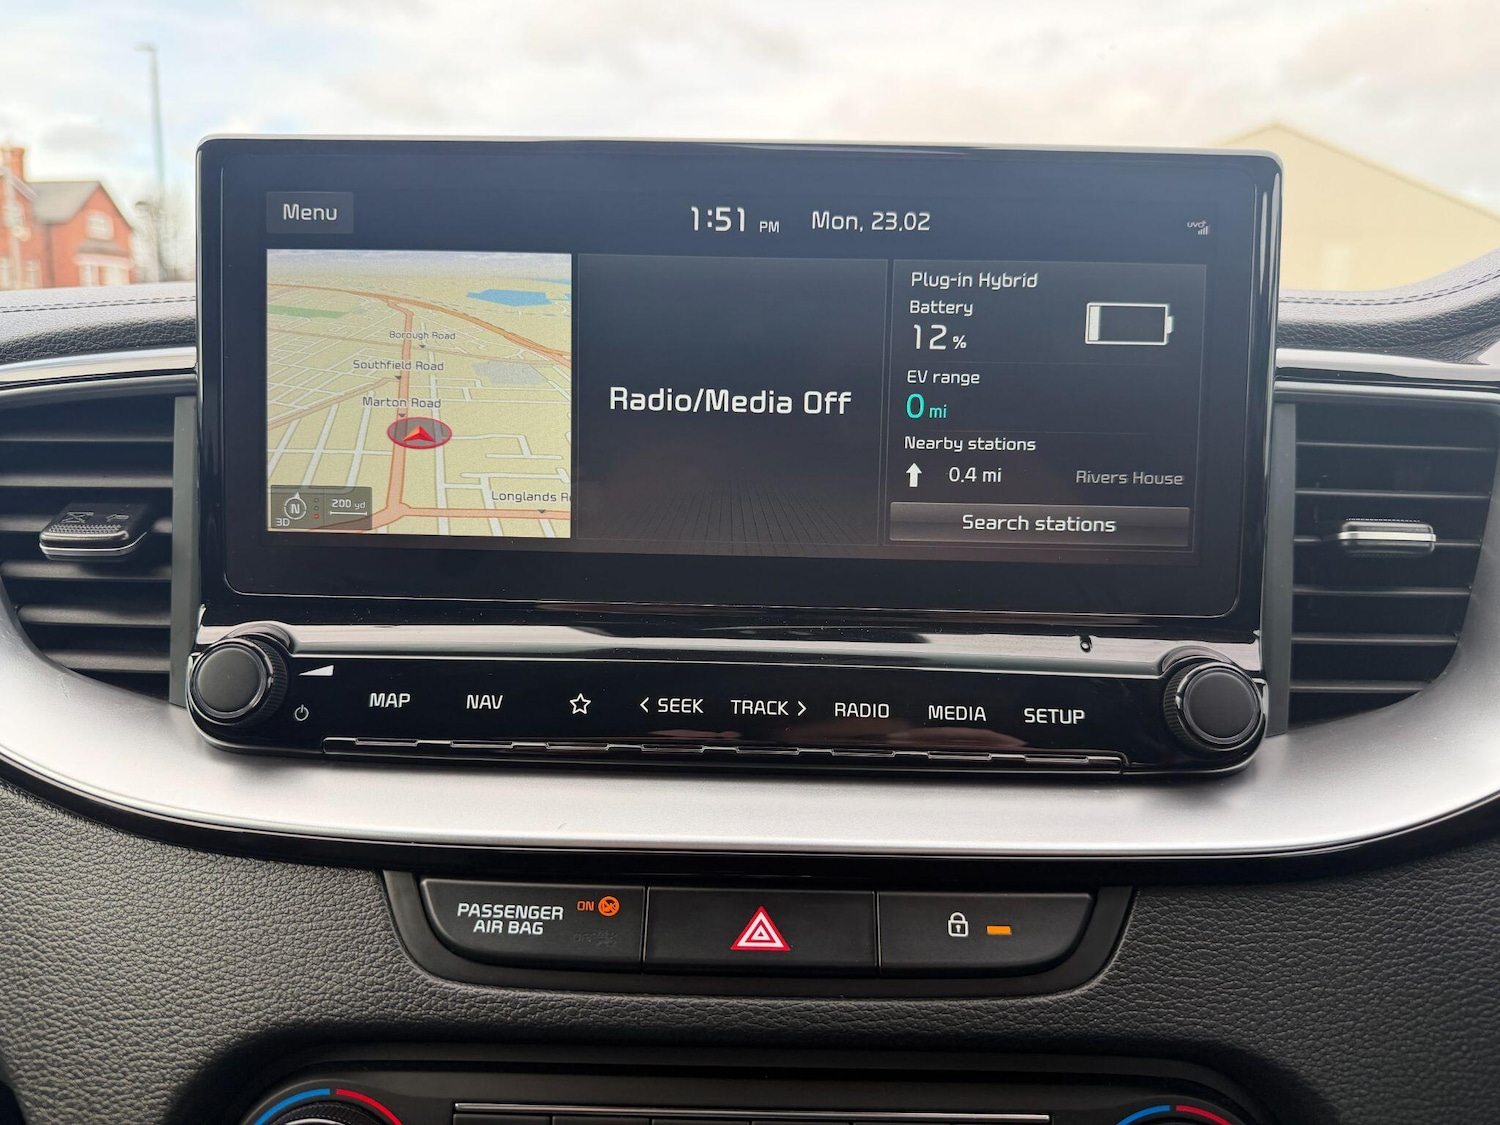 Menu
1:51 PM Mon, 23.02
UVO
Borough Road
Southfield Road
Marton Road
Longlands
N
3D
200 yd
Radio/Media Off
Plug-in Hybrid
Battery
12 %
EV range
0 mi
Nearby stations
0.4 mi Rivers House
Search stations
MAP NAV < SEEK TRACK > RADIO MEDIA SETUP
PASSENGER ON
AIR BAG